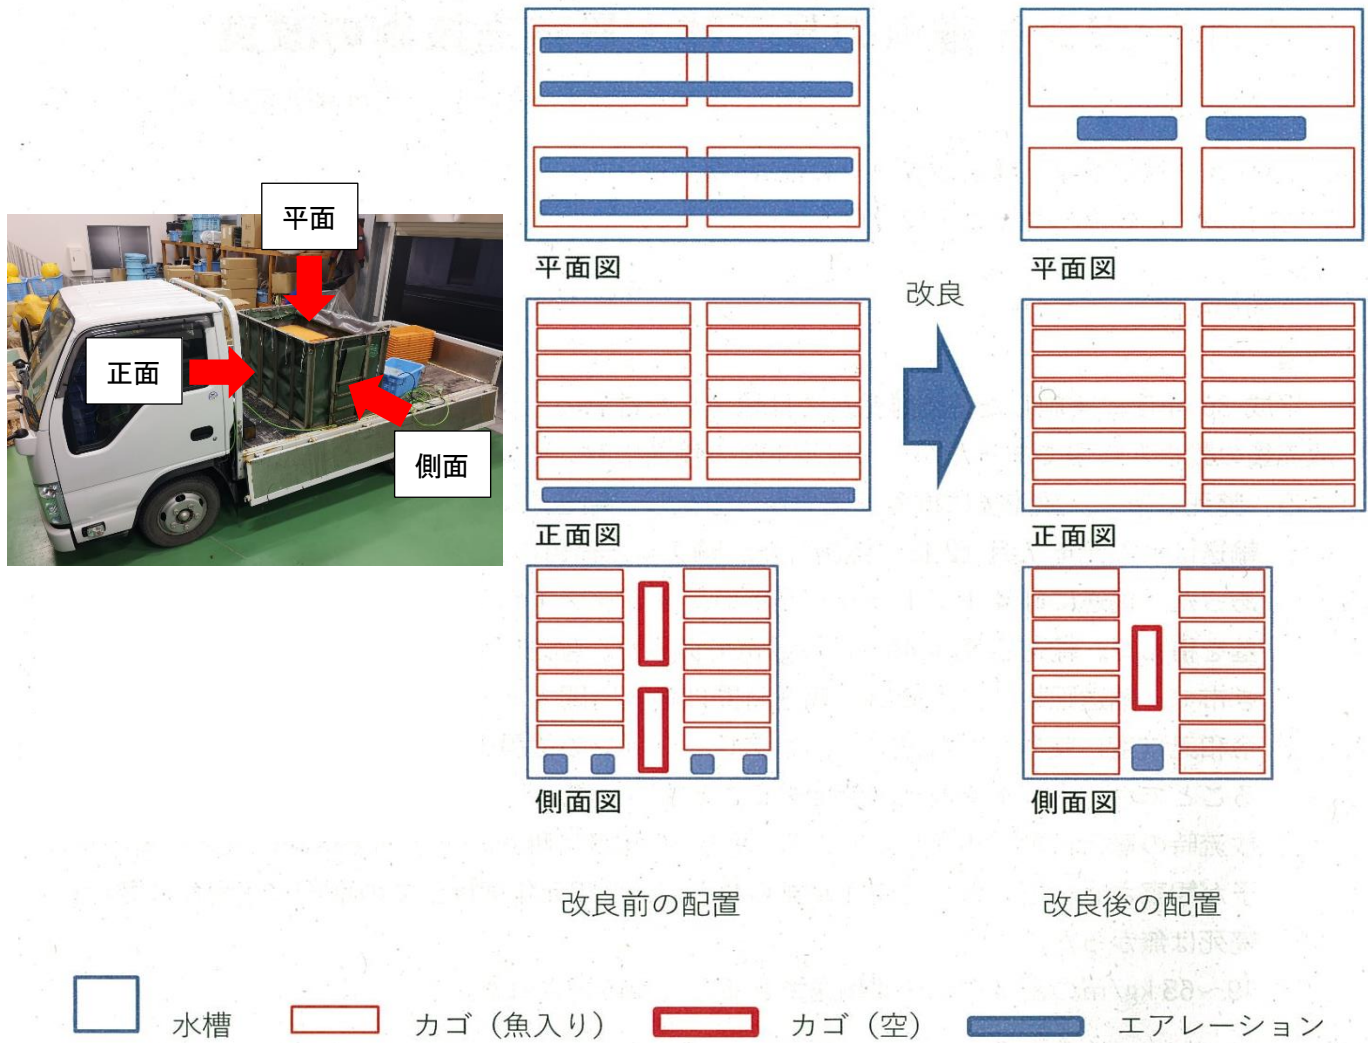 平面
正面
側面
平面図
正面図
側面図
改良前の配置
改良
平面図
正面図
側面図
改良後の配置
水槽
カゴ（魚入り）
カゴ（空）
エアレーション